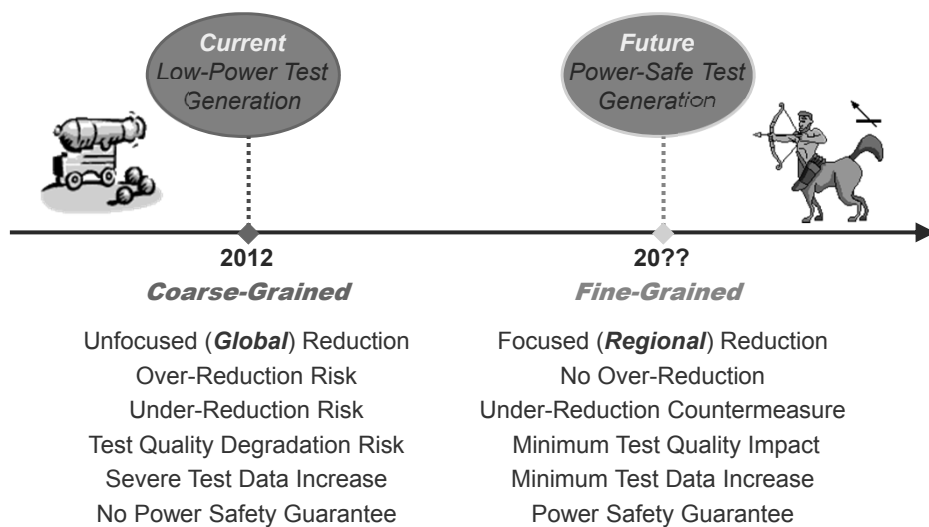 Current
Low-Power Test
Generation
Future
Power-Safe Test
Generation
2012
20??
Coarse-Grained
Fine-Grained
Unfocused (Global) Reduction
Over-Reduction Risk
Under-Reduction Risk
Test Quality Degradation Risk
Severe Test Data Increase
No Power Safety Guarantee
Focused (Regional) Reduction
No Over-Reduction
Under-Reduction Countermeasure
Minimum Test Quality Impact
Minimum Test Data Increase
Power Safety Guarantee